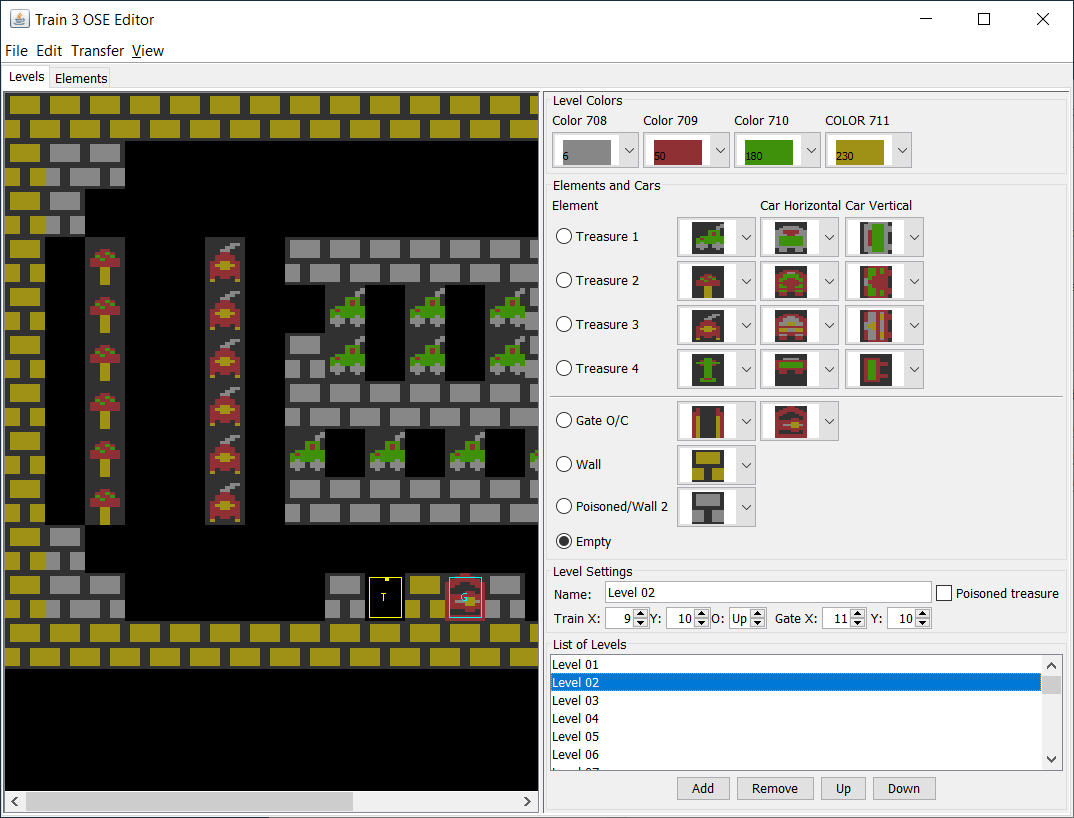 Train 3 OSE Editor
File Edit Transfer View
Levels Elements
Level Colors
Color 708 Color 709 Color 710 COLOR 711
6 50 180 230
Elements and Cars
Element Car Horizontal Car Vertical
Treasure 1
Treasure 2
Treasure 3
Treasure 4
Gate O/C
Wall
Poisoned/Wall 2
Empty
T G
Level Settings
Name: Level 02 Poisoned treasure
Train X: 9 Y: 10 O: Up Gate X: 11 Y: 10
List of Levels
Level 01
Level 02
Level 03
Level 04
Level 05
Level 06
Add Remove Up Down